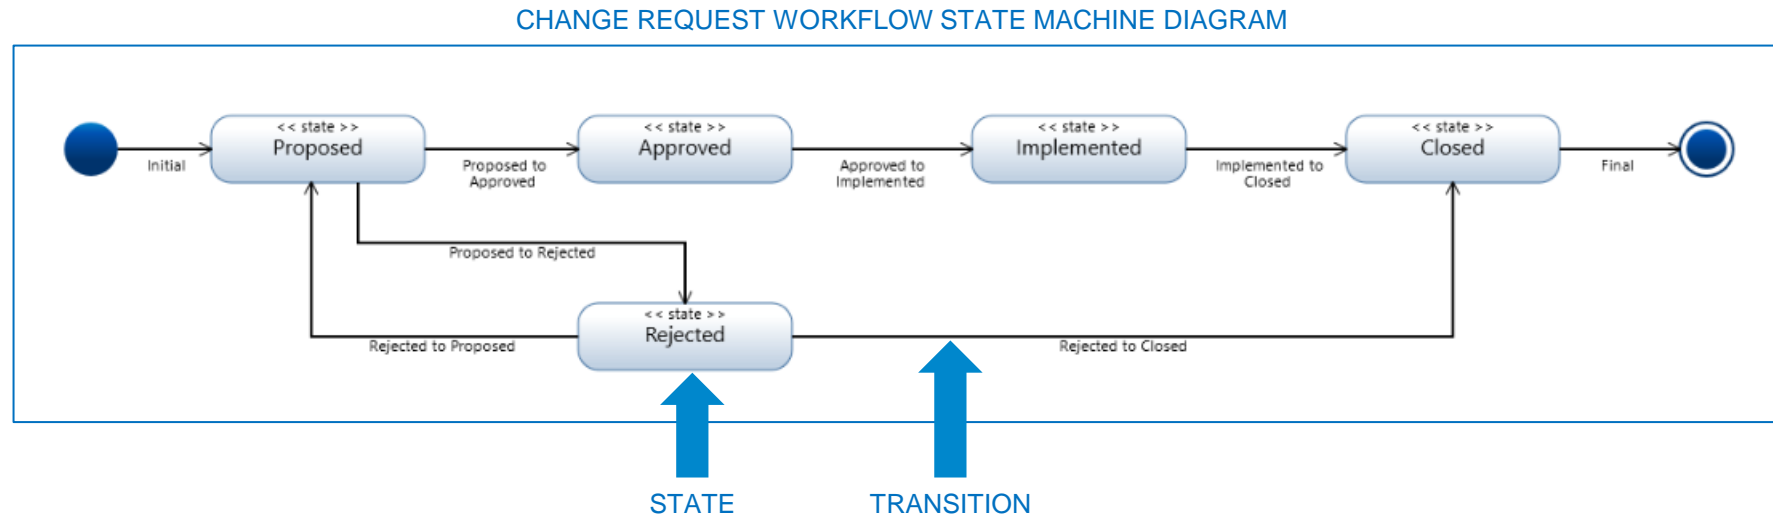 CHANGE REQUEST WORKFLOW STATE MACHINE DIAGRAM
<< state >>
Proposed
<< state >>
Approved
<< state >>
Implemented
<< state >>
Closed
Initial
Proposed to
Approved
Approved to
Implemented
Implemented to
Closed
Final
Proposed to Rejected
<< state >>
Rejected
Rejected to Proposed
Rejected to Closed
STATE
TRANSITION